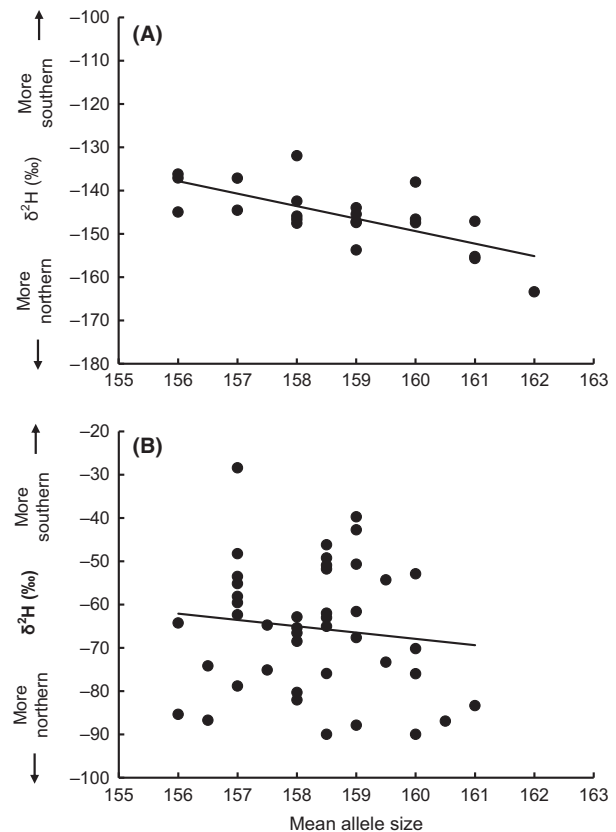 (A)
More southern
δ²H (‰)
More northern
–100
–110
–120
–130
–140
–150
–160
–170
–180
155 156 157 158 159 160 161 162 163
(B)
More southern
δ²H (‰)
More northern
–20
–30
–40
–50
–60
–70
–80
–90
–100
155 156 157 158 159 160 161 162 163
Mean allele size